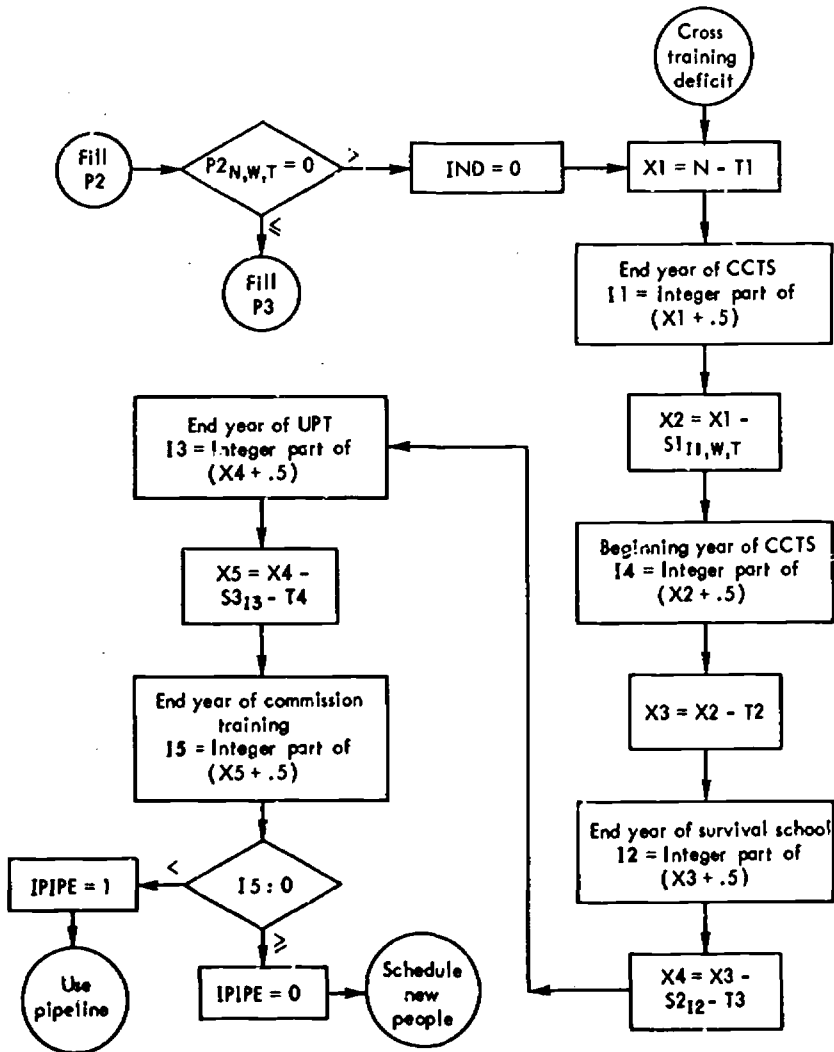 Cross
training
deficit
Fill
P2
P2N,W,T = 0
>
≤
IND = 0
X1 = N - T1
Fill
P3
End year of CCTS
I1 = Integer part of
(X1 + .5)
X2 = X1 -
S1I1,W,T
Beginning year of CCTS
I4 = Integer part of
(X2 + .5)
X3 = X2 - T2
End year of survival school
I2 = Integer part of
(X3 + .5)
X4 = X3 -
S2I2 - T3
End year of UPT
I3 = Integer part of
(X4 + .5)
X5 = X4 -
S3I3 - T4
End year of commission
training
I5 = Integer part of
(X5 + .5)
I5 : 0
<
≥
IPIPE = 1
Use
pipeline
IPIPE = 0
Schedule
new
people